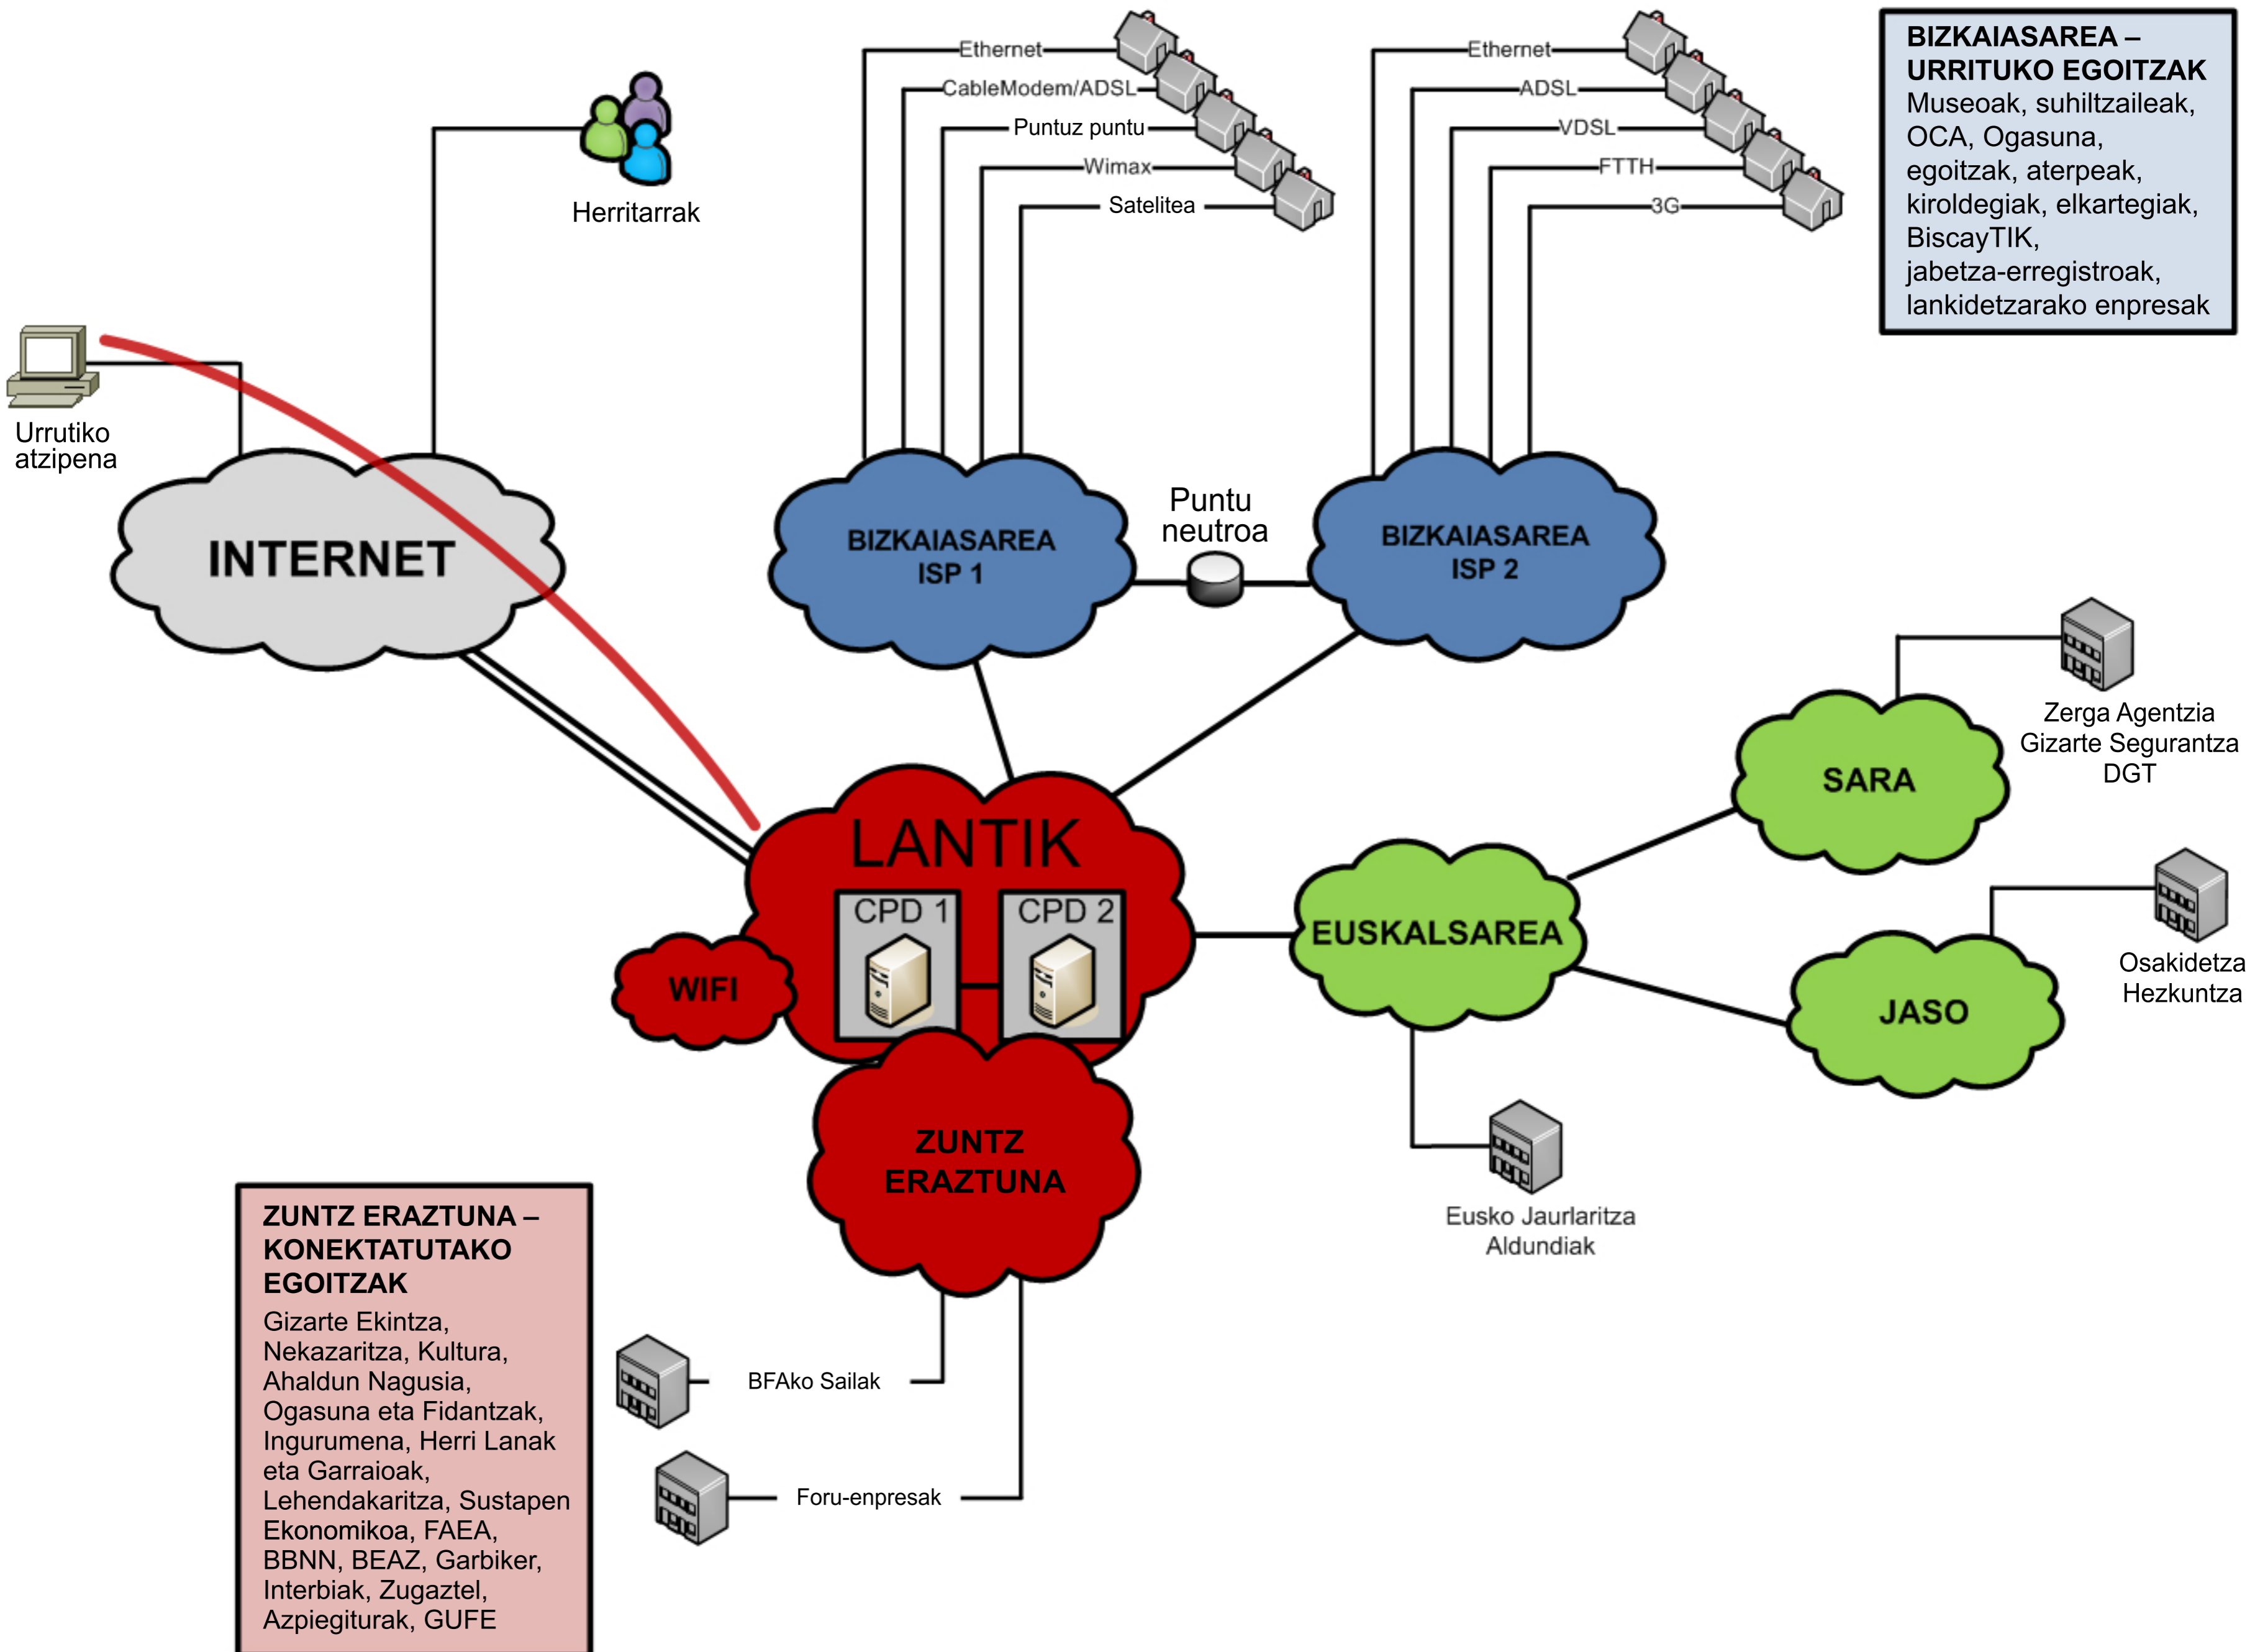 Ethernet
CableModem/ADSL
Puntuz puntu
Wimax
Satelitea
Ethernet
ADSL
VDSL
FTTH
3G
BIZKAIASAREA –
URRITUKO EGOITZAK
Museoak, suhiltzaileak,
OCA, Ogasuna,
egoitzak, aterpeak,
kiroldegiak, elkartegiak,
BiscayTIK,
jabetza-erregistroak,
lankidetzarako enpresak
Herritarrak
Urrutiko
atzipena
INTERNET
BIZKAIASAREA
ISP 1
Puntu
neutroa
BIZKAIASAREA
ISP 2
Zerga Agentzia
Gizarte Segurantza
DGT
SARA
LANTIK
CPD 1
CPD 2
WIFI
EUSKALSAREA
Osakidetza
Hezkuntza
JASO
ZUNTZ
ERAZTUNA
Eusko Jaurlaritza
Aldundiak
ZUNTZ ERAZTUNA –
KONEKTATUTAKO
EGOITZAK
Gizarte Ekintza,
Nekazaritza, Kultura,
Ahaldun Nagusia,
Ogasuna eta Fidantzak,
Ingurumena, Herri Lanak
eta Garraioak,
Lehendakaritza, Sustapen
Ekonomikoa, FAEA,
BBNN, BEAZ, Garbiker,
Interbiak, Zugaztel,
Azpiegiturak, GUFE
BFAko Sailak
Foru-enpresak